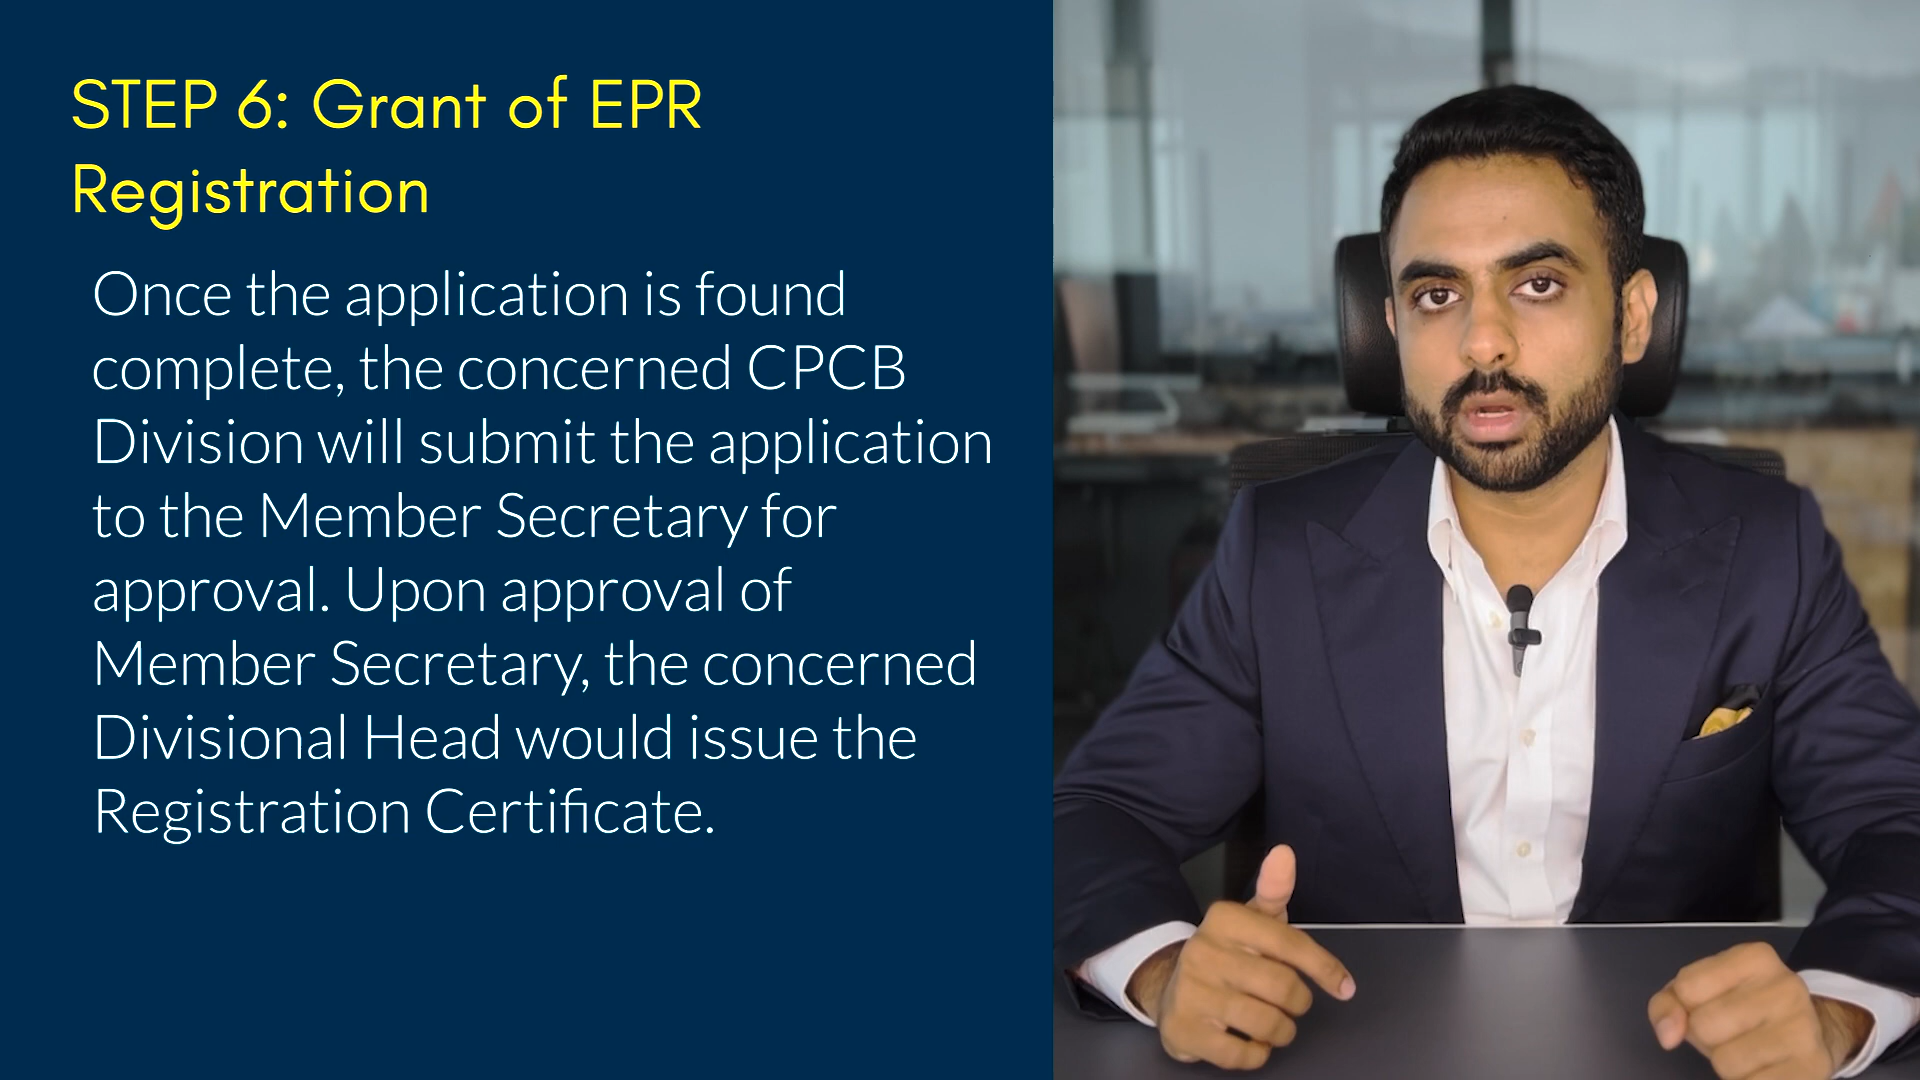 STEP 6: Grant of EPR
Registration
Once the application is found
complete, the concerned CPCB
Division will submit the application
to the Member Secretary for
approval. Upon approval of
Member Secretary, the concerned
Divisional Head would issue the
Registration Certificate.